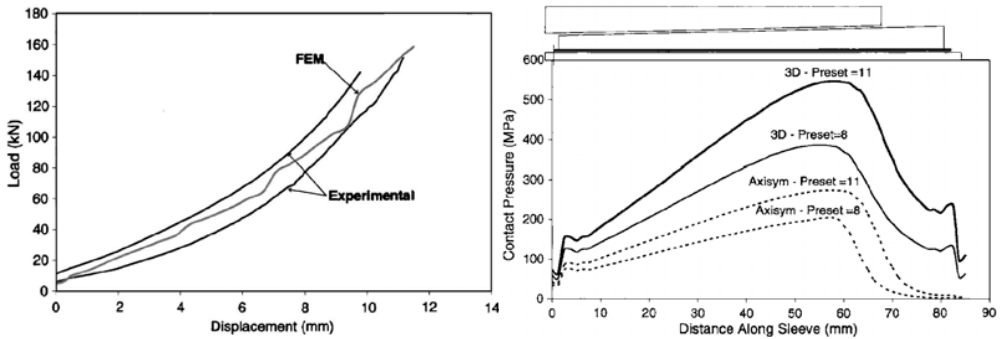 180
160
140
120
100
80
60
40
20
0
Load (kN)
FEM
Experimental
0 2 4 6 8 10 12 14
Displacement (mm)
600
500
400
300
200
100
0
Contact Pressure (MPa)
3D - Preset =11
3D - Preset=8
Axisym - Preset =11
Axisym - Preset =8
0 10 20 30 40 50 60 70 80 90
Distance Along Sleeve (mm)